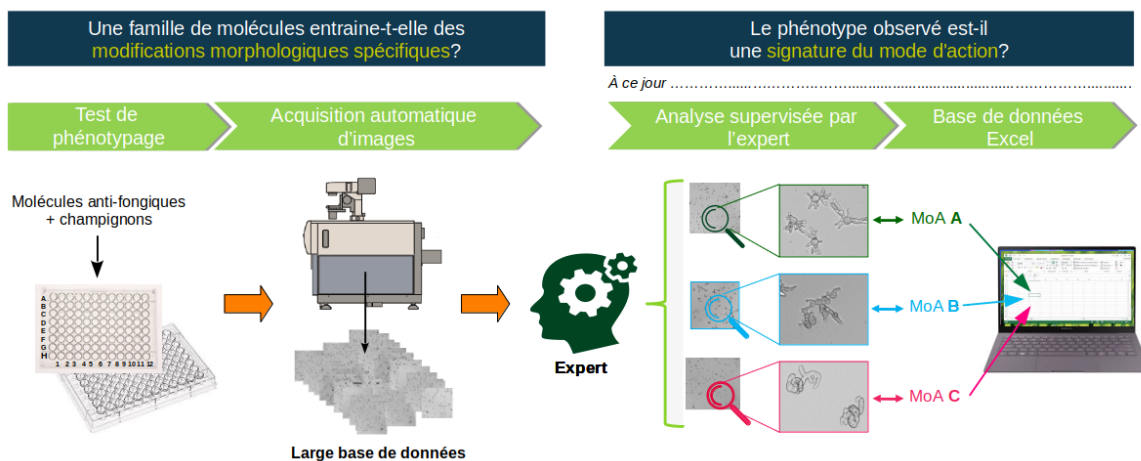 Une famille de molécules entraine-t-elle des
modifications morphologiques spécifiques?
Le phénotype observé est-il
une signature du mode d'action?
À ce jour ……………………………………………………………………
Test de
phénotypage
Acquisition automatique
d'images
Analyse supervisée par
l'expert
Base de données
Excel
Molécules anti-fongiques
+ champignons
A
B
C
D
E
F
G
H
1 2 3 4 5 6 7 8 9 10 11 12
Large base de données
Expert
MoA A
MoA B
MoA C